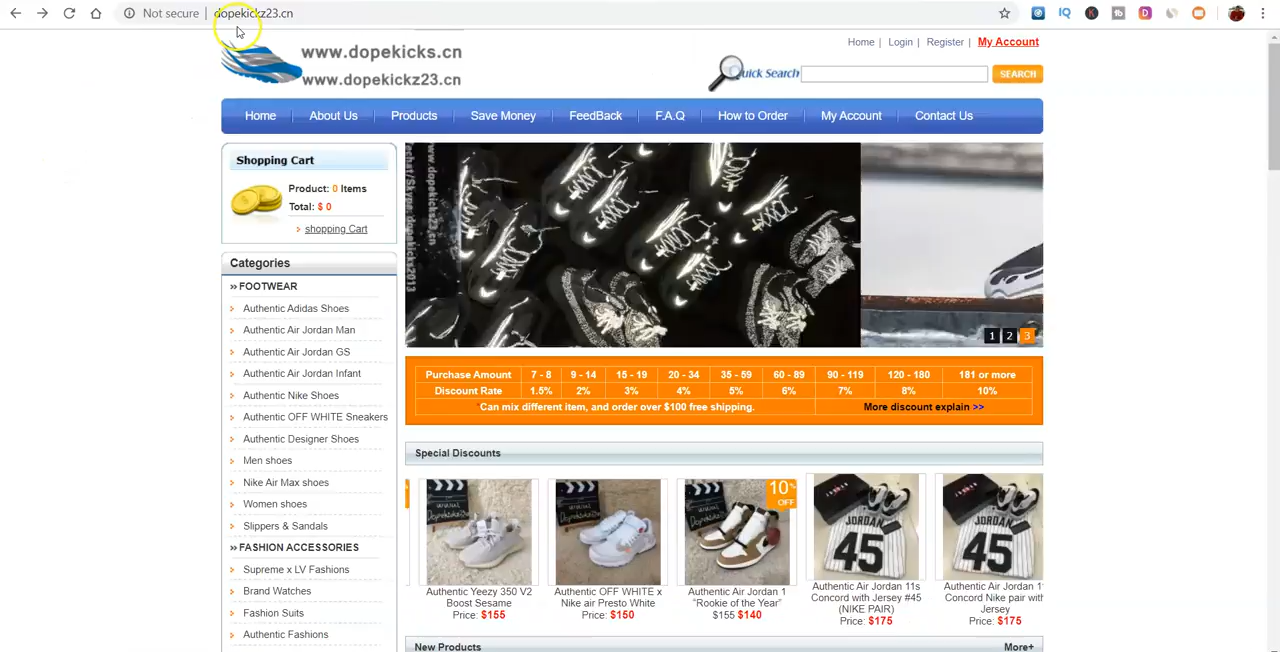 Not secure | dopekickz23.cn
www.dopekicks.cn
www.dopekickz23.cn
Home | Login | Register | My Account
Quick Search
SEARCH
Home About Us Products Save Money FeedBack F.A.Q How to Order My Account Contact Us
Shopping Cart
Product: 0 Items
Total: $ 0
shopping Cart
Categories
FOOTWEAR
Authentic Adidas Shoes
Authentic Air Jordan Man
Authentic Air Jordan GS
Authentic Air Jordan Infant
Authentic Nike Shoes
Authentic OFF WHITE Sneakers
Authentic Designer Shoes
Men shoes
Nike Air Max shoes
Women shoes
Slippers & Sandals
FASHION ACCESSORIES
Supreme x LV Fashions
Brand Watches
Fashion Suits
Authentic Fashions
www.dopekicks.cn
1 2 3
Purchase Amount 7 - 8 9 - 14 15 - 19 20 - 34 35 - 59 60 - 89 90 - 119 120 - 180 181 or more
Discount Rate 1.5% 2% 3% 4% 5% 6% 7% 8% 10%
*Can mix different item, and order over $100 free shipping. More discount explain >>
Special Discounts
10% OFF
JORDAN
45
JORDAN
45
Authentic Yeezy 350 V2 Boost Sesame
Price: $155
Authentic OFF WHITE x Nike air Presto White
Price: $150
Authentic Air Jordan 1 "Rookie of the Year"
$155 $140
Authentic Air Jordan 11s Concord with Jersey #45 (NIKE PAIR)
Price: $175
Authentic Air Jordan 1
Concord Nike pair with
Jersey
Price: $175
New Products
More+